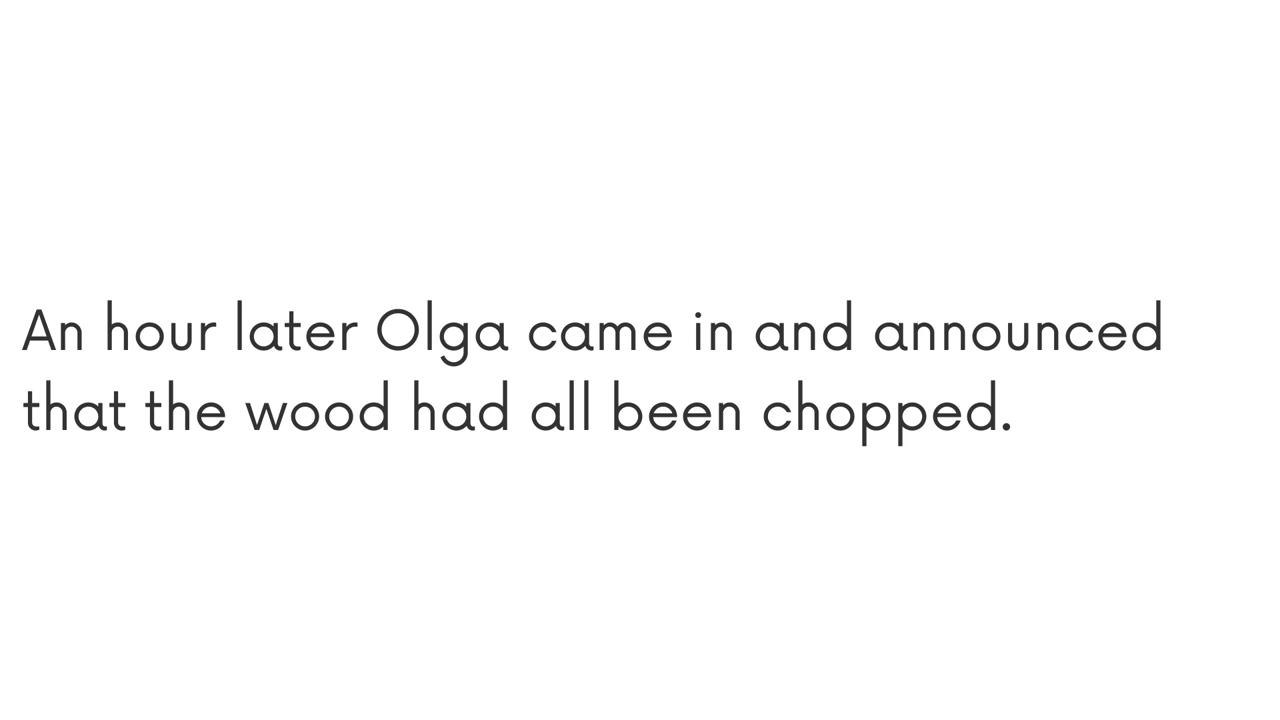 An hour later Olga came in and announced
that the wood had all been chopped.